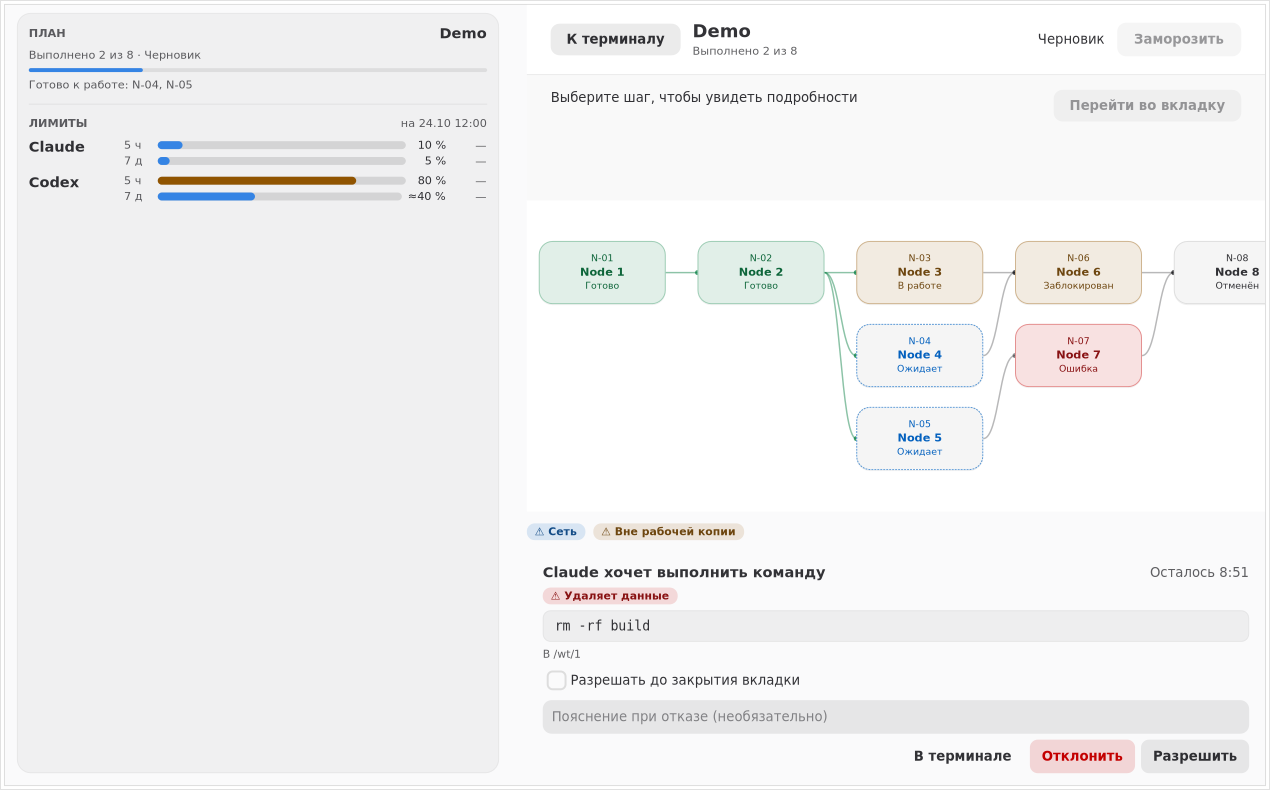 ПЛАН
Demo
Выполнено 2 из 8 · Черновик
Готово к работе: N-04, N-05
ЛИМИТЫ
на 24.10 12:00
Claude
5 ч
10 %
—
7 д
5 %
—
Codex
5 ч
80 %
—
7 д
≈40 %
—
К терминалу
Demo
Выполнено 2 из 8
Черновик
Заморозить
Выберите шаг, чтобы увидеть подробности
Перейти во вкладку
N-01
Node 1
Готово
N-02
Node 2
Готово
N-03
Node 3
В работе
N-06
Node 6
Заблокирован
N-08
Node 8
Отменён
N-04
Node 4
Ожидает
N-07
Node 7
Ошибка
N-05
Node 5
Ожидает
⚠ Сеть
⚠ Вне рабочей копии
Claude хочет выполнить команду
Осталось 8:51
⚠ Удаляет данные
rm -rf build
В /wt/1
Разрешать до закрытия вкладки
Пояснение при отказе (необязательно)
В терминале
Отклонить
Разрешить